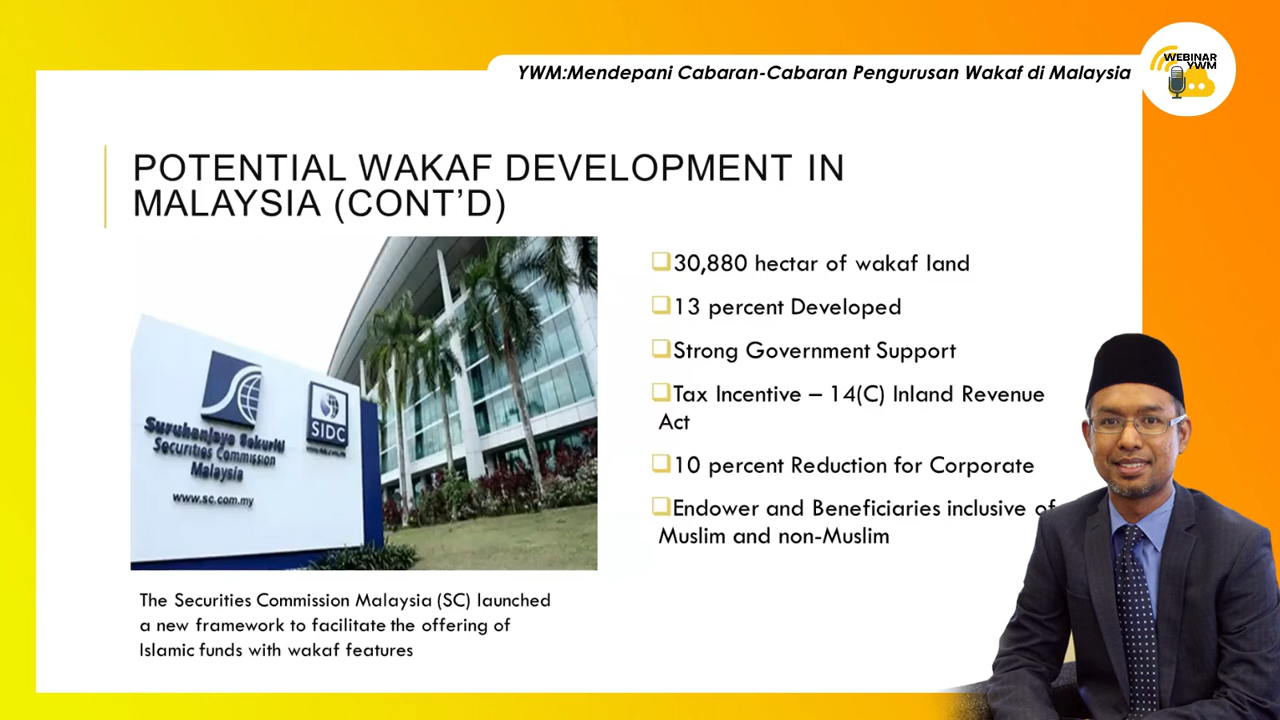 YWM:Mendepani Cabaran-Cabaran Pengurusan Wakaf di Malaysia
WEBINAR
YWM
POTENTIAL WAKAF DEVELOPMENT IN
MALAYSIA (CONT’D)
Suruhanjaya Sekuriti
Securities Commission
Malaysia
www.sc.com.my
SIDC
❑30,880 hectar of wakaf land
❑13 percent Developed
❑Strong Government Support
❑Tax Incentive – 14(C) Inland Revenue
Act
❑10 percent Reduction for Corporate
❑Endower and Beneficiaries inclusive of
Muslim and non-Muslim
The Securities Commission Malaysia (SC) launched
a new framework to facilitate the offering of
Islamic funds with wakaf features